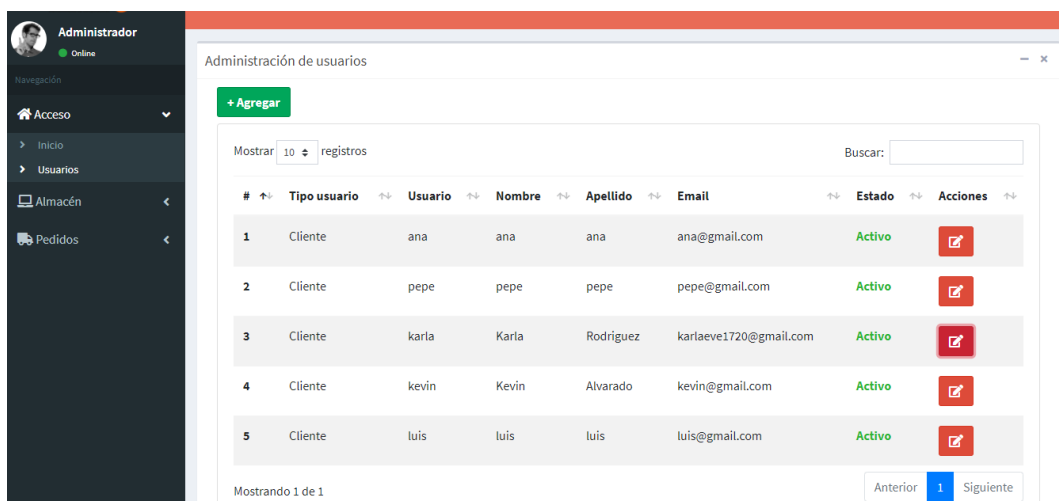 Administrador
Online
Navegación
Acceso
Inicio
Usuarios
Almacén
Pedidos
Administración de usuarios
+ Agregar
Mostrar 10 registros
Buscar:
# Tipo usuario Usuario Nombre Apellido Email Estado Acciones
1 Cliente ana ana ana ana@gmail.com Activo
2 Cliente pepe pepe pepe pepe@gmail.com Activo
3 Cliente karla Karla Rodriguez karlaeve1720@gmail.com Activo
4 Cliente kevin Kevin Alvarado kevin@gmail.com Activo
5 Cliente luis luis luis luis@gmail.com Activo
Mostrando 1 de 1
Anterior 1 Siguiente